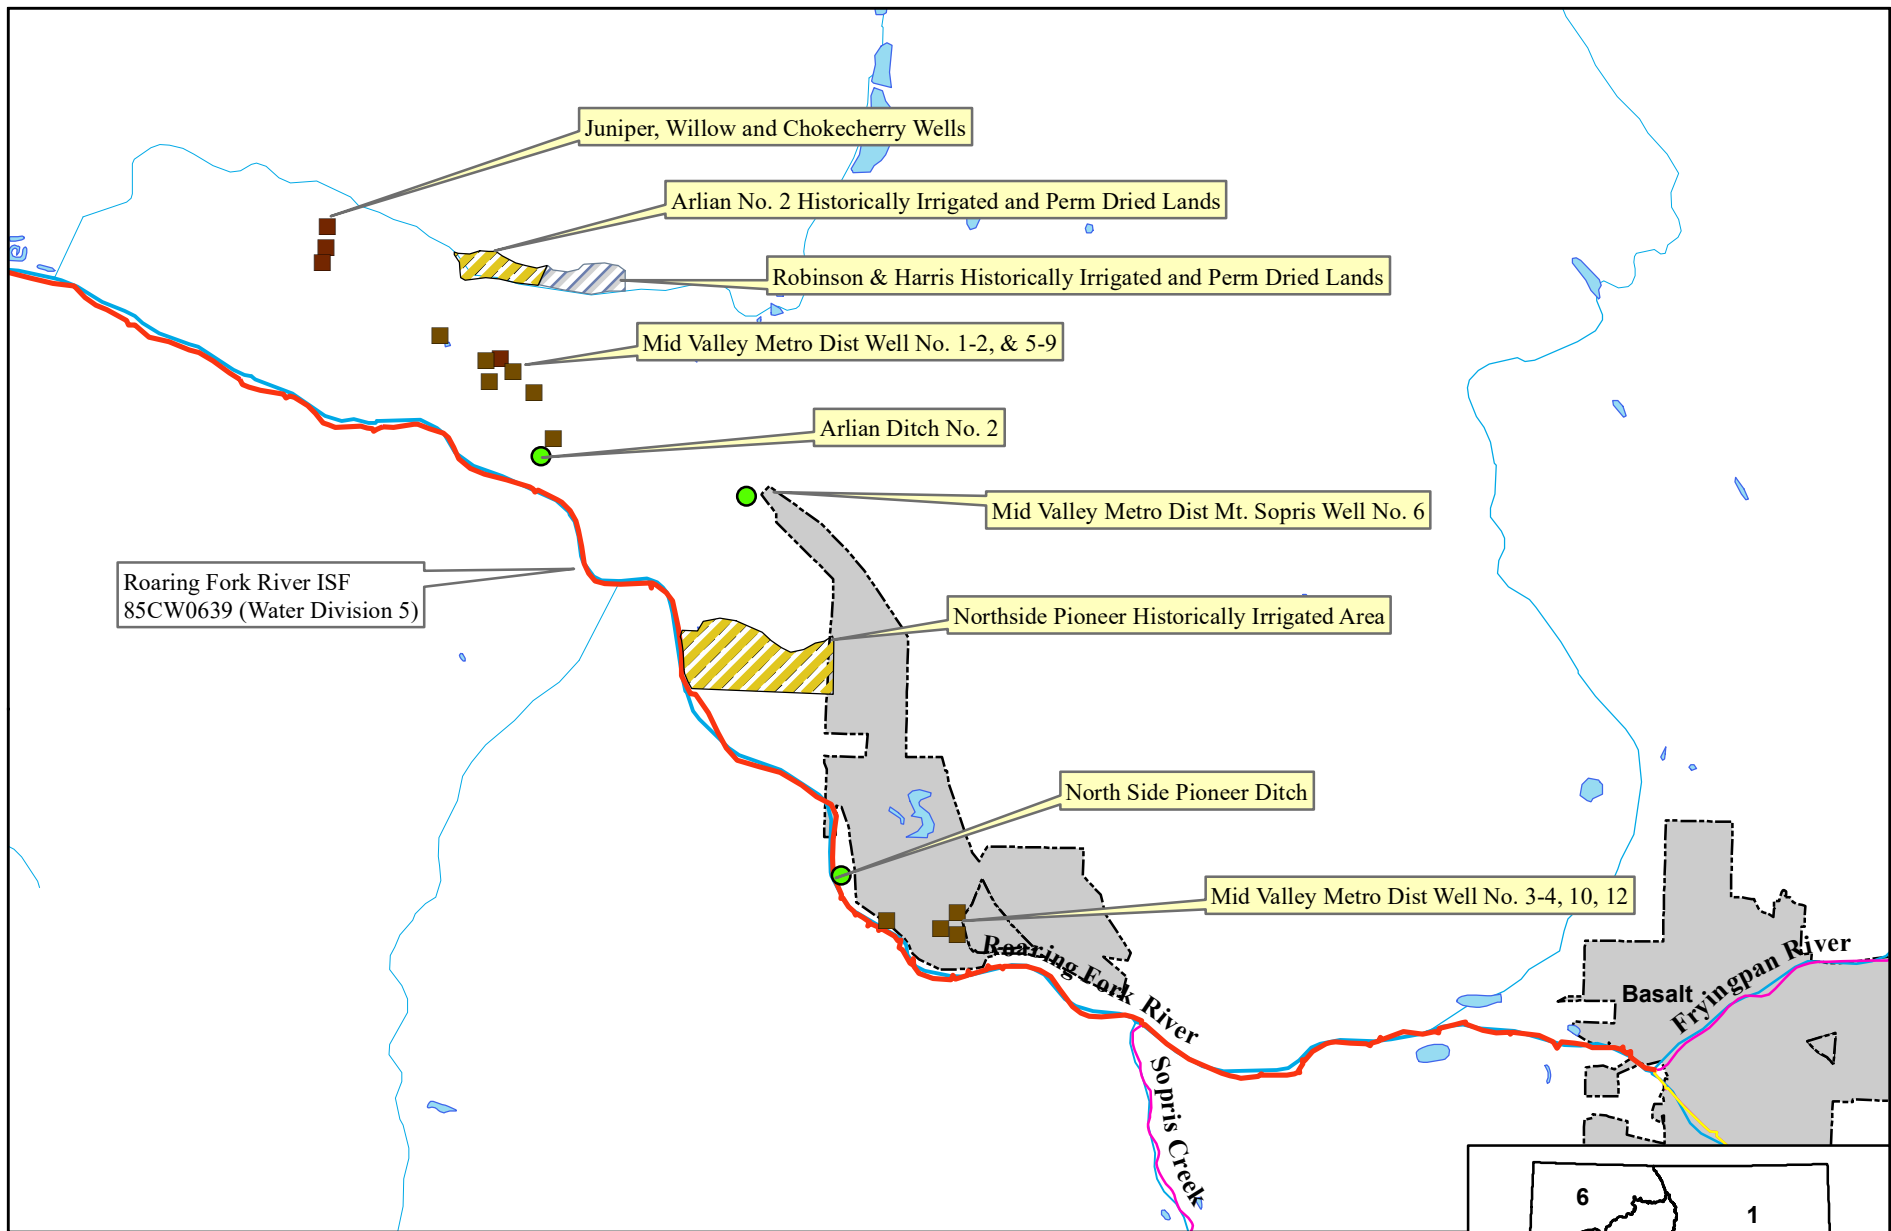 Juniper, Willow and Chokecherry Wells
Arlian No. 2 Historically Irrigated and Perm Dried Lands
Robinson & Harris Historically Irrigated and Perm Dried Lands
Mid Valley Metro Dist Well No. 1-2, & 5-9
Arlian Ditch No. 2
Mid Valley Metro Dist Mt. Sopris Well No. 6
Roaring Fork River ISF
85CW0639 (Water Division 5)
Northside Pioneer Historically Irrigated Area
North Side Pioneer Ditch
Mid Valley Metro Dist Well No. 3-4, 10, 12
Roaring Fork River
Fryingpan River
Basalt
Sopris Creek
6
1